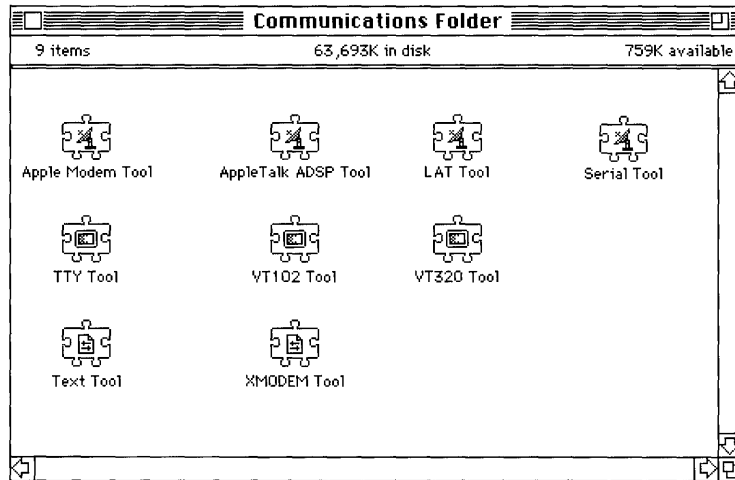 Communications Folder
9 items 63,693K in disk 759K available
Apple Modem Tool AppleTalk ADSP Tool LAT Tool Serial Tool
TTY Tool VT102 Tool VT320 Tool
Text Tool XMODEM Tool